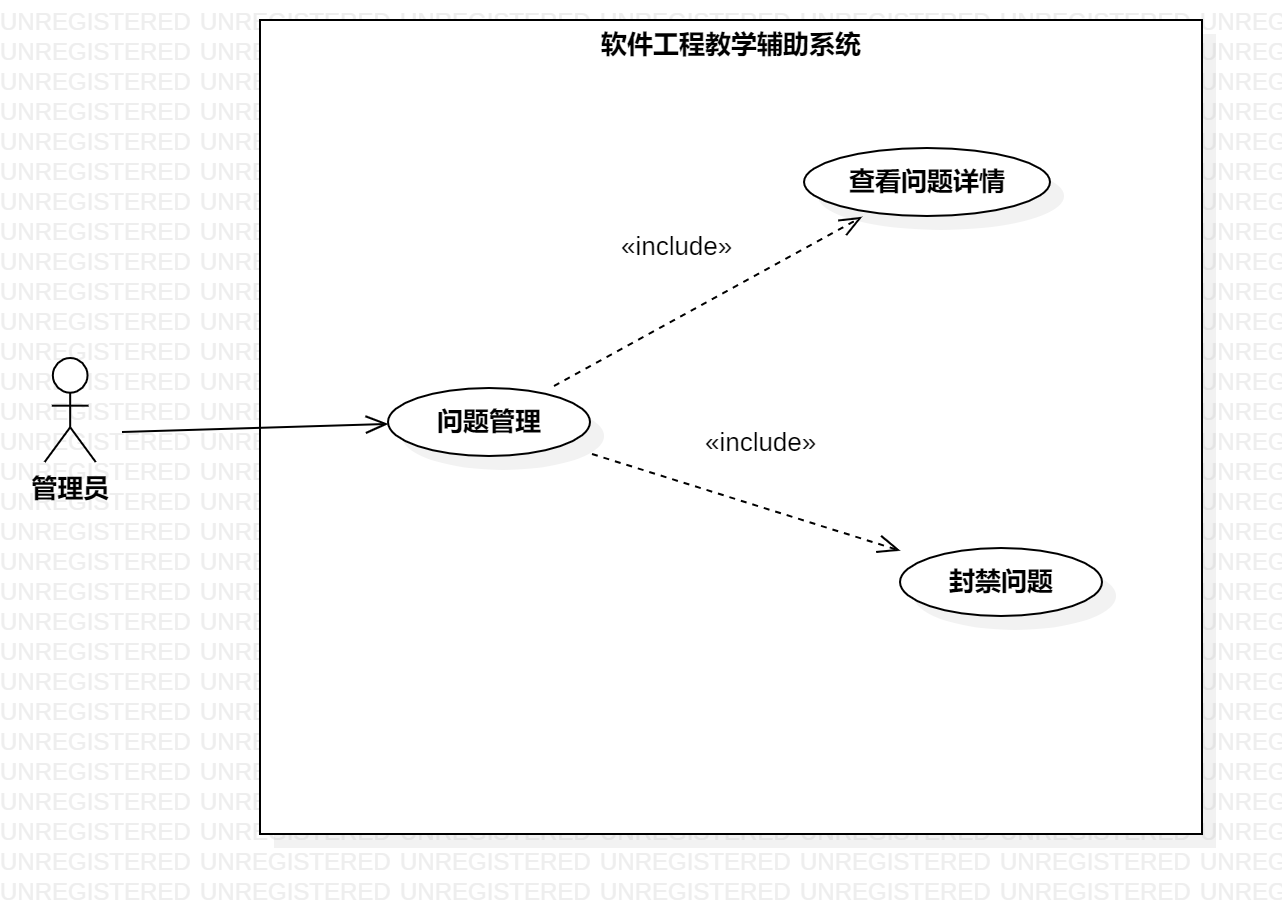 软件工程教学辅助系统
查看问题详情
«include»
问题管理
«include»
管理员
封禁问题
UNREGISTERED